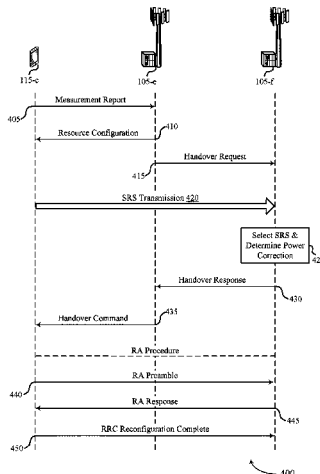 115-c
105-e
105-f
Measurement Report
405
Resource Configuration
410
Handover Request
415
SRS Transmission 420
Select SRS &
Determine Power
Correction
42
Handover Response
430
Handover Command
435
RA Procedure
RA Preamble
440
RA Response
445
RRC Reconfiguration Complete
450
400